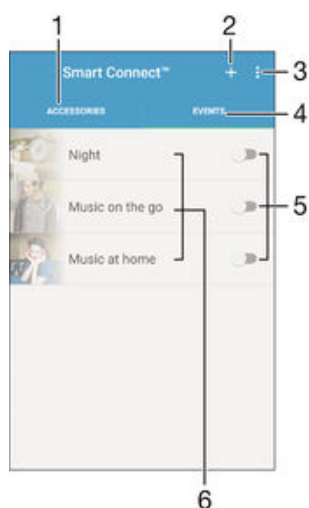 1
2
Smart Connect™ + 3
ACCESSORIES EVENTS 4
Night
Music on the go 5
Music at home
6